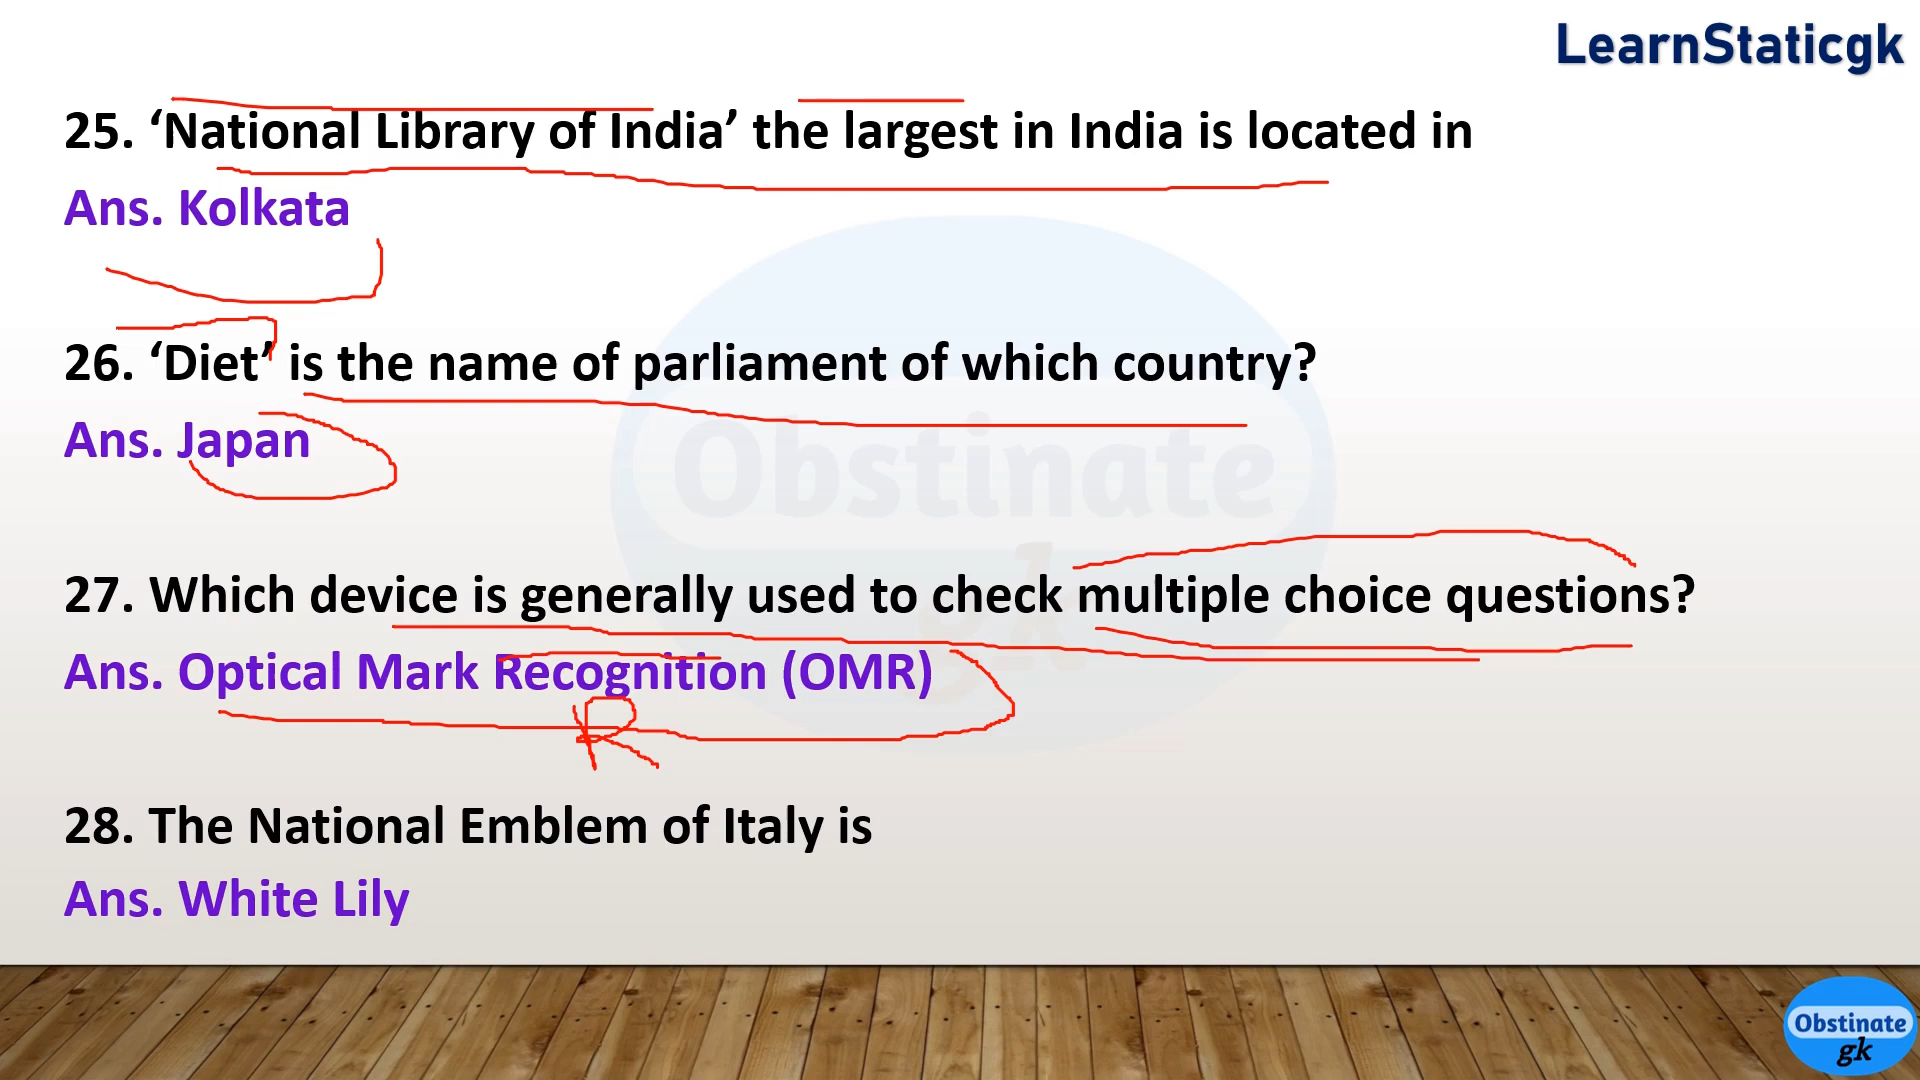 LearnStaticgk
25. ‘National Library of India’ the largest in India is located in
Ans. Kolkata
26. ‘Diet’ is the name of parliament of which country?
Ans. Japan
Obstinate
gk
27. Which device is generally used to check multiple choice questions?
Ans. Optical Mark Recognition (OMR)
R
28. The National Emblem of Italy is
Ans. White Lily
Obstinate
gk